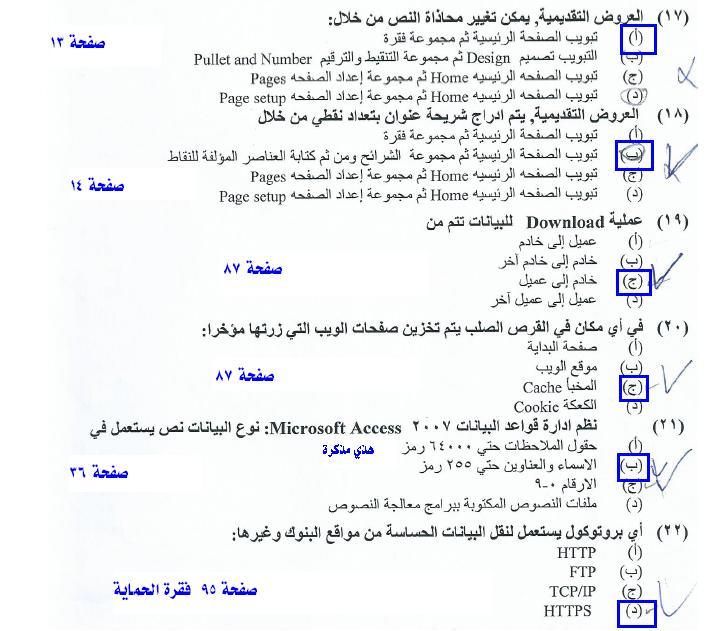 (١٧) العروض التقديمية, يمكن تغيير محاذاة النص من خلال:
(أ) تبويب الصفحة الرئيسية ثم مجموعة فقرة
صفحة ١٣
(ب) التبويب تصميم Design ثم مجموعة التنقيط والترقيم Pullet and Number
(ج) تبويب الصفحه الرئيسيه Home ثم مجموعة إعداد الصفحه Pages
(د) تبويب الصفحه الرئيسيه Home ثم مجموعة إعداد الصفحه Page setup
(١٨) العروض التقديمية, يتم ادراج شريحة عنوان بتعداد نقطي من خلال
(أ) تبويب الصفحة الرئيسية ثم مجموعة فقرة
(ب) تبويب الصفحة الرئيسية ثم مجموعة الشرائح ومن ثم كتابة العناصر المؤلفة للنقاط
(ج) تبويب الصفحه الرئيسيه Home ثم مجموعة إعداد الصفحه Pages
صفحة ١٤
(د) تبويب الصفحه الرئيسيه Home ثم مجموعة إعداد الصفحه Page setup
(١٩) عملية Download للبيانات تتم من
(أ) عميل إلى خادم
(ب) خادم إلى خادم آخر
صفحة ٨٧
(ج) خادم إلى عميل
(د) عميل إلى عميل آخر
(٢٠) في أي مكان في القرص الصلب يتم تخزين صفحات الويب التي زرتها مؤخرا:
(أ) صفحة البداية
(ب) موقع الويب
صفحة ٨٧
(ج) المخبأ Cache
(د) الكعكة Cookie
(٢١) نظم ادارة قواعد البيانات ٢٠٠٧ Microsoft Access: نوع البيانات نص يستعمل في
(أ) حقول الملاحظات حتي ٦٤٠٠٠ رمز
هذي مذكرة
(ب) الاسماء والعناوين حتي ٢٥٥ رمز
صفحة ٣٦
(ج) الارقام ٠-٩
(د) ملفات النصوص المكتوبة ببرامج معالجة النصوص
(٢٢) أي بروتوكول يستعمل لنقل البيانات الحساسة من مواقع البنوك وغيرها:
(أ) HTTP
(ب) FTP
(ج) TCP/IP
صفحة ٩٥ فقرة الحماية
(د) HTTPS